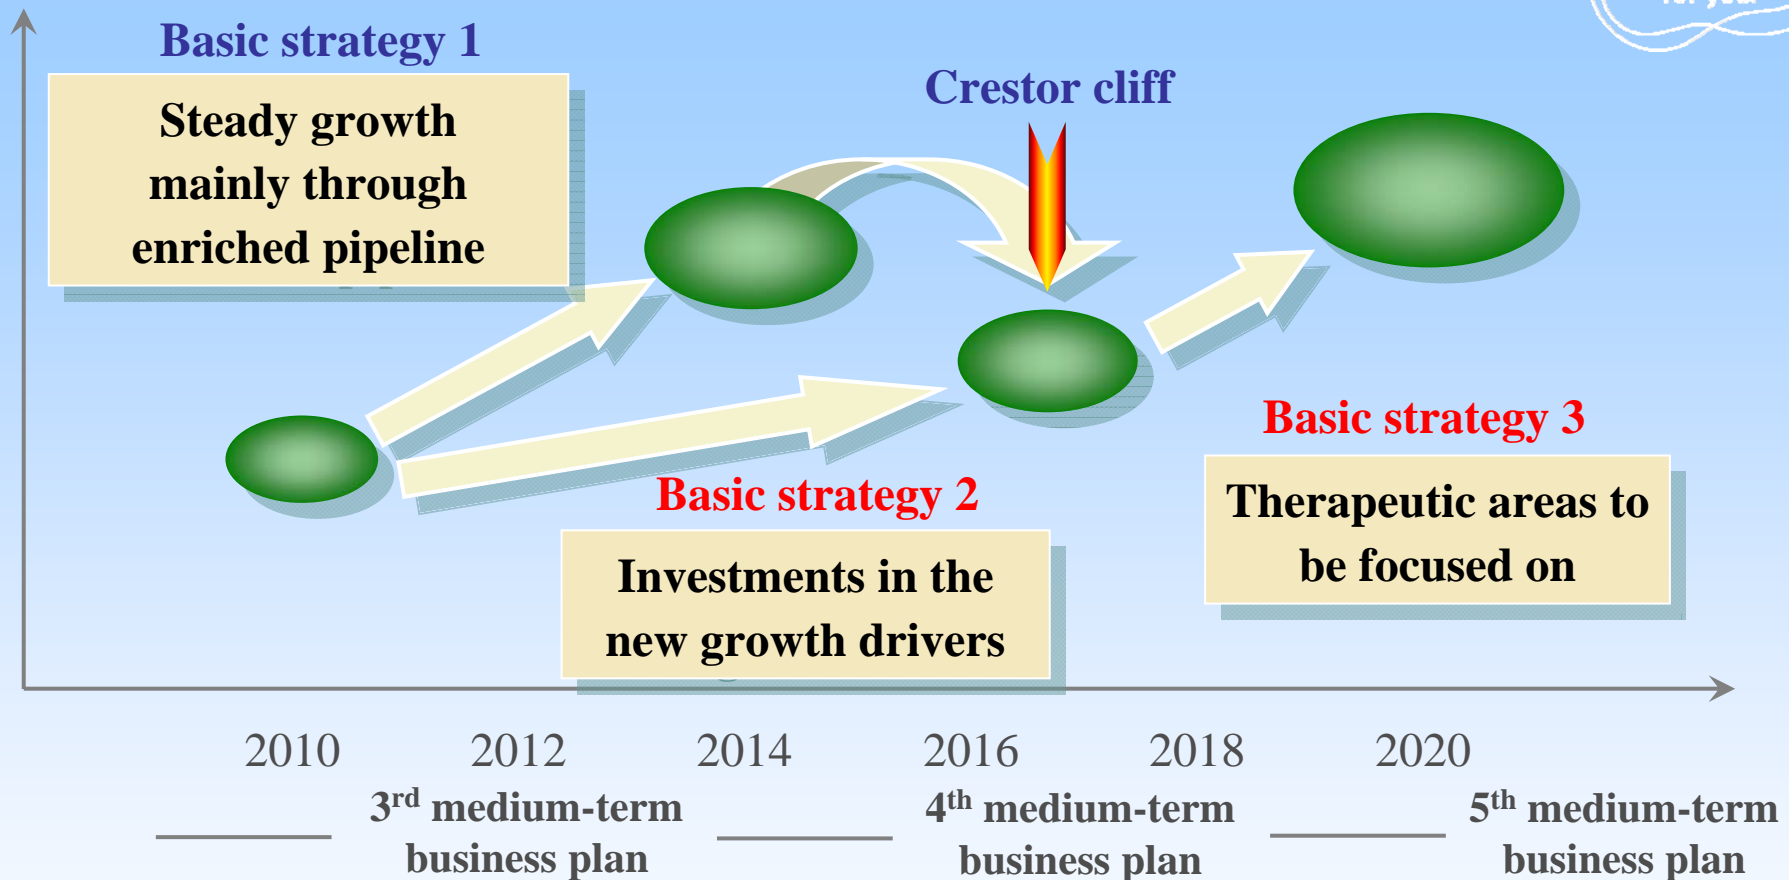 for you!
Basic strategy 1
Steady growth
mainly through
enriched pipeline
Crestor cliff
Basic strategy 2
Investments in the
new growth drivers
Basic strategy 3
Therapeutic areas to
be focused on
2010 2012 2014 2016 2018 2020
3rd medium-term
business plan
4th medium-term
business plan
5th medium-term
business plan